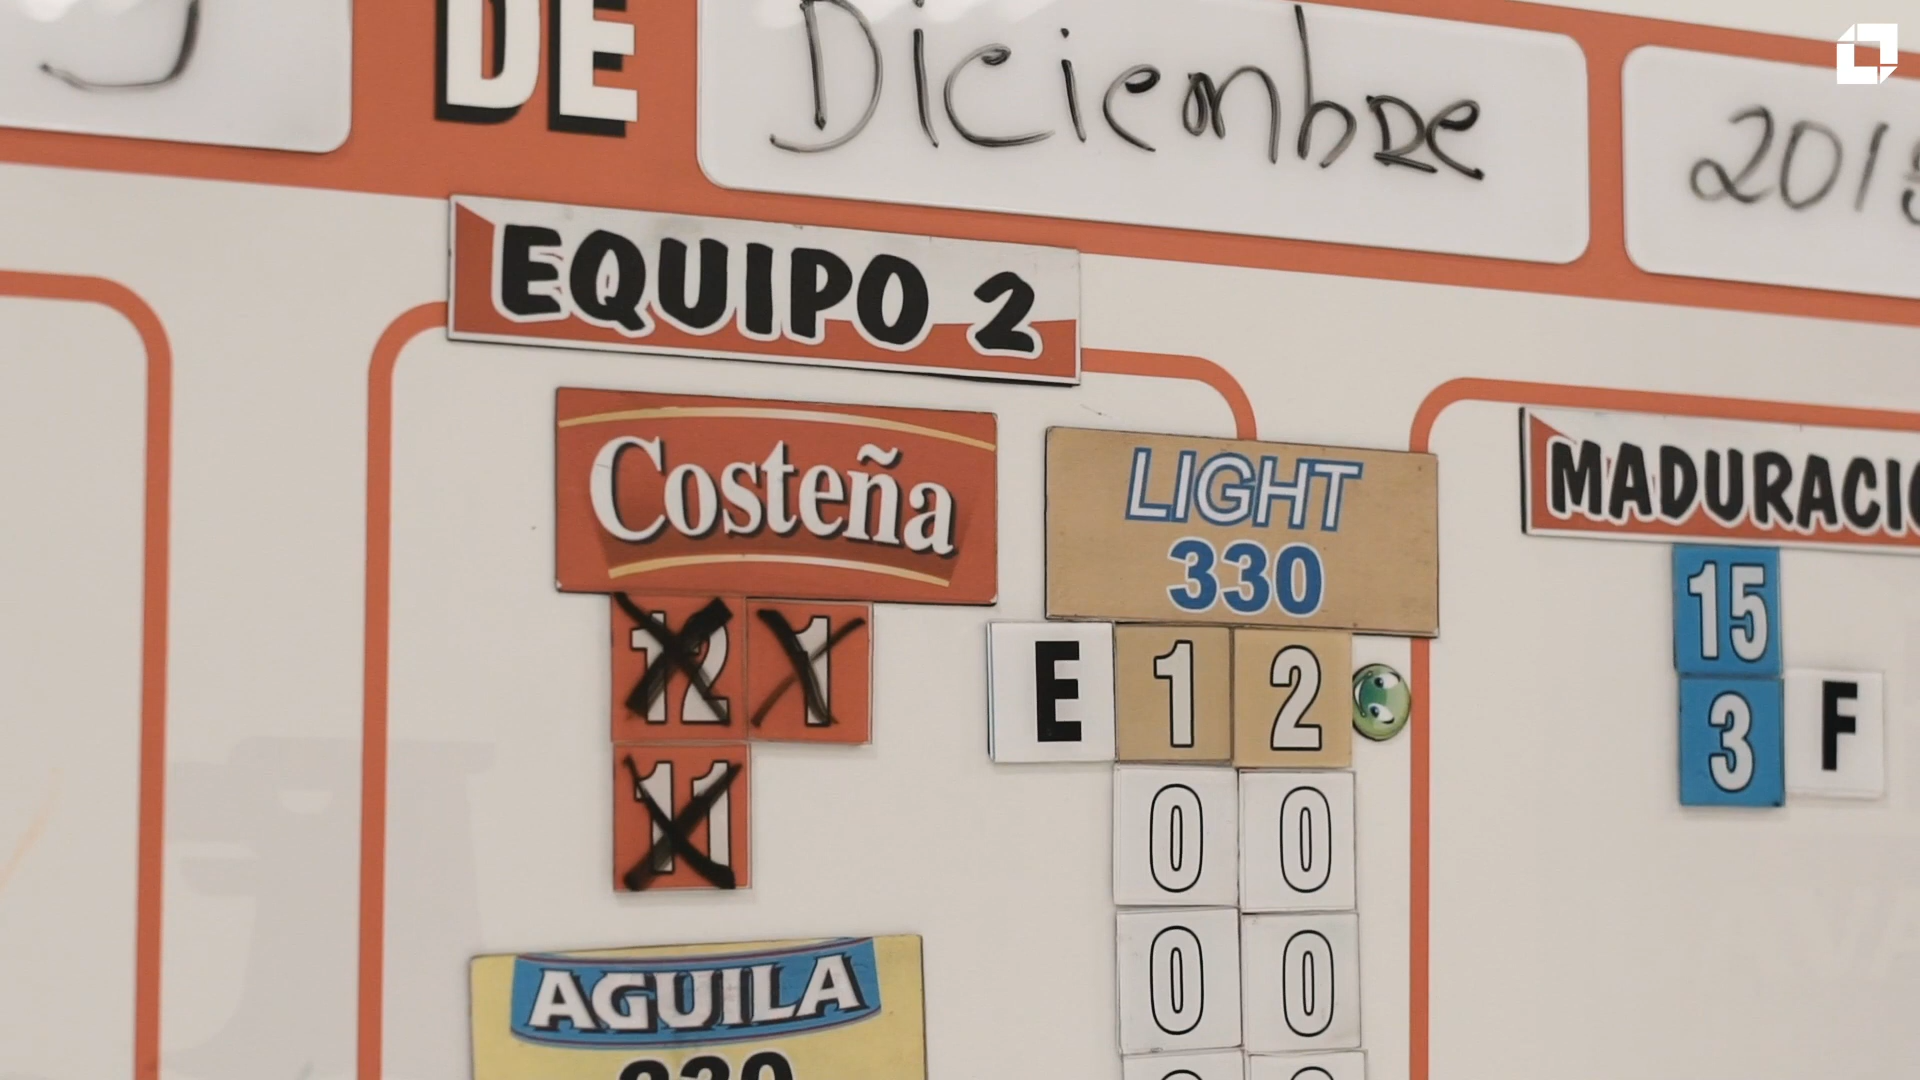 DE Diciembre
EQUIPO 2
Costeña
LIGHT
330
MADURACIÓ
12 1
E 1 2
15
11
0 0
3 F
AGUILA
0 0